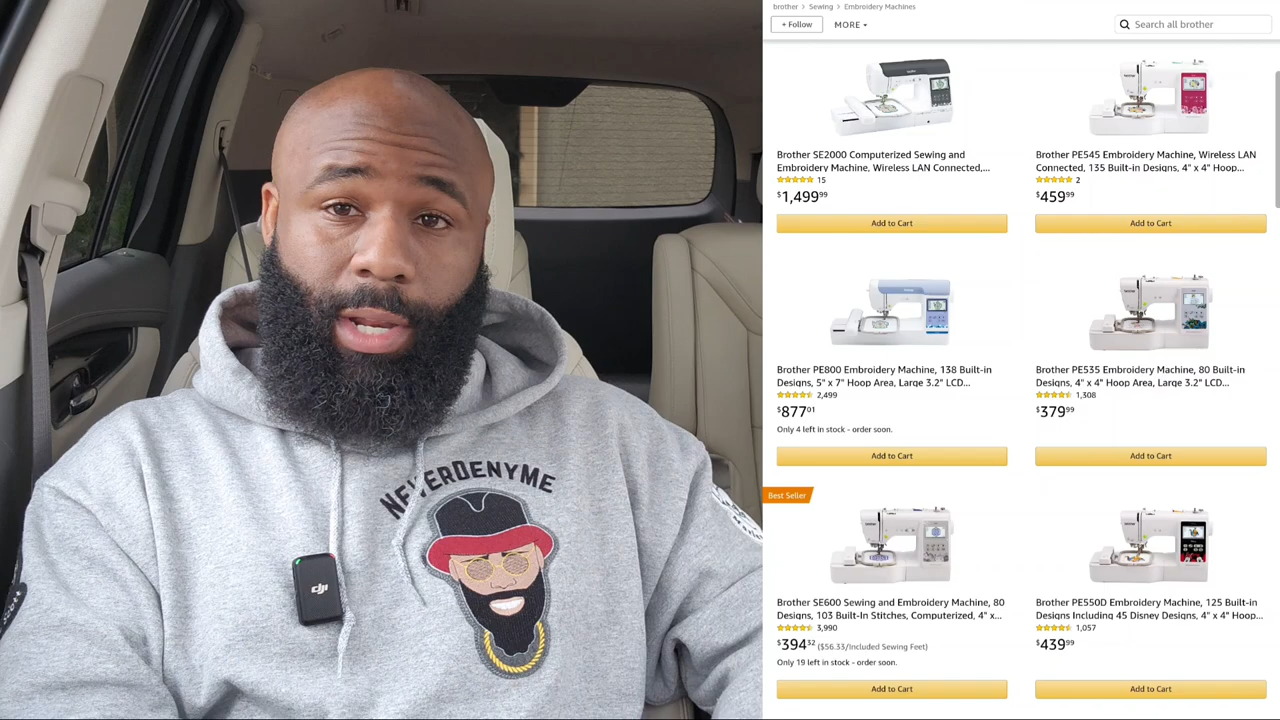 NEVERDENYME
dji
brother › Sewing › Embroidery Machines
+ Follow
MORE
Search all brother
Brother SE2000 Computerized Sewing and
Embroidery Machine, Wireless LAN Connected,...
15
$1,499.99
Add to Cart
Brother PE545 Embroidery Machine, Wireless LAN
Connected, 135 Built-in Designs, 4" x 4" Hoop...
2
$459.99
Add to Cart
Brother PE800 Embroidery Machine, 138 Built-in
Designs, 5" x 7" Hoop Area, Large 3.2" LCD...
2,499
$877.01
Only 4 left in stock - order soon.
Add to Cart
Brother PE535 Embroidery Machine, 80 Built-in
Designs, 4" x 4" Hoop Area, Large 3.2" LCD...
1,308
$379.99
Add to Cart
Best Seller
Brother SE600 Sewing and Embroidery Machine, 80
Designs, 103 Built-In Stitches, Computerized, 4" x...
3,990
$394.32 ($56.33/Included Sewing Feet)
Only 19 left in stock - order soon.
Add to Cart
Brother PE550D Embroidery Machine, 125 Built-in
Designs Including 45 Disney Designs, 4" x 4" Hoop...
1,057
$439.99
Add to Cart